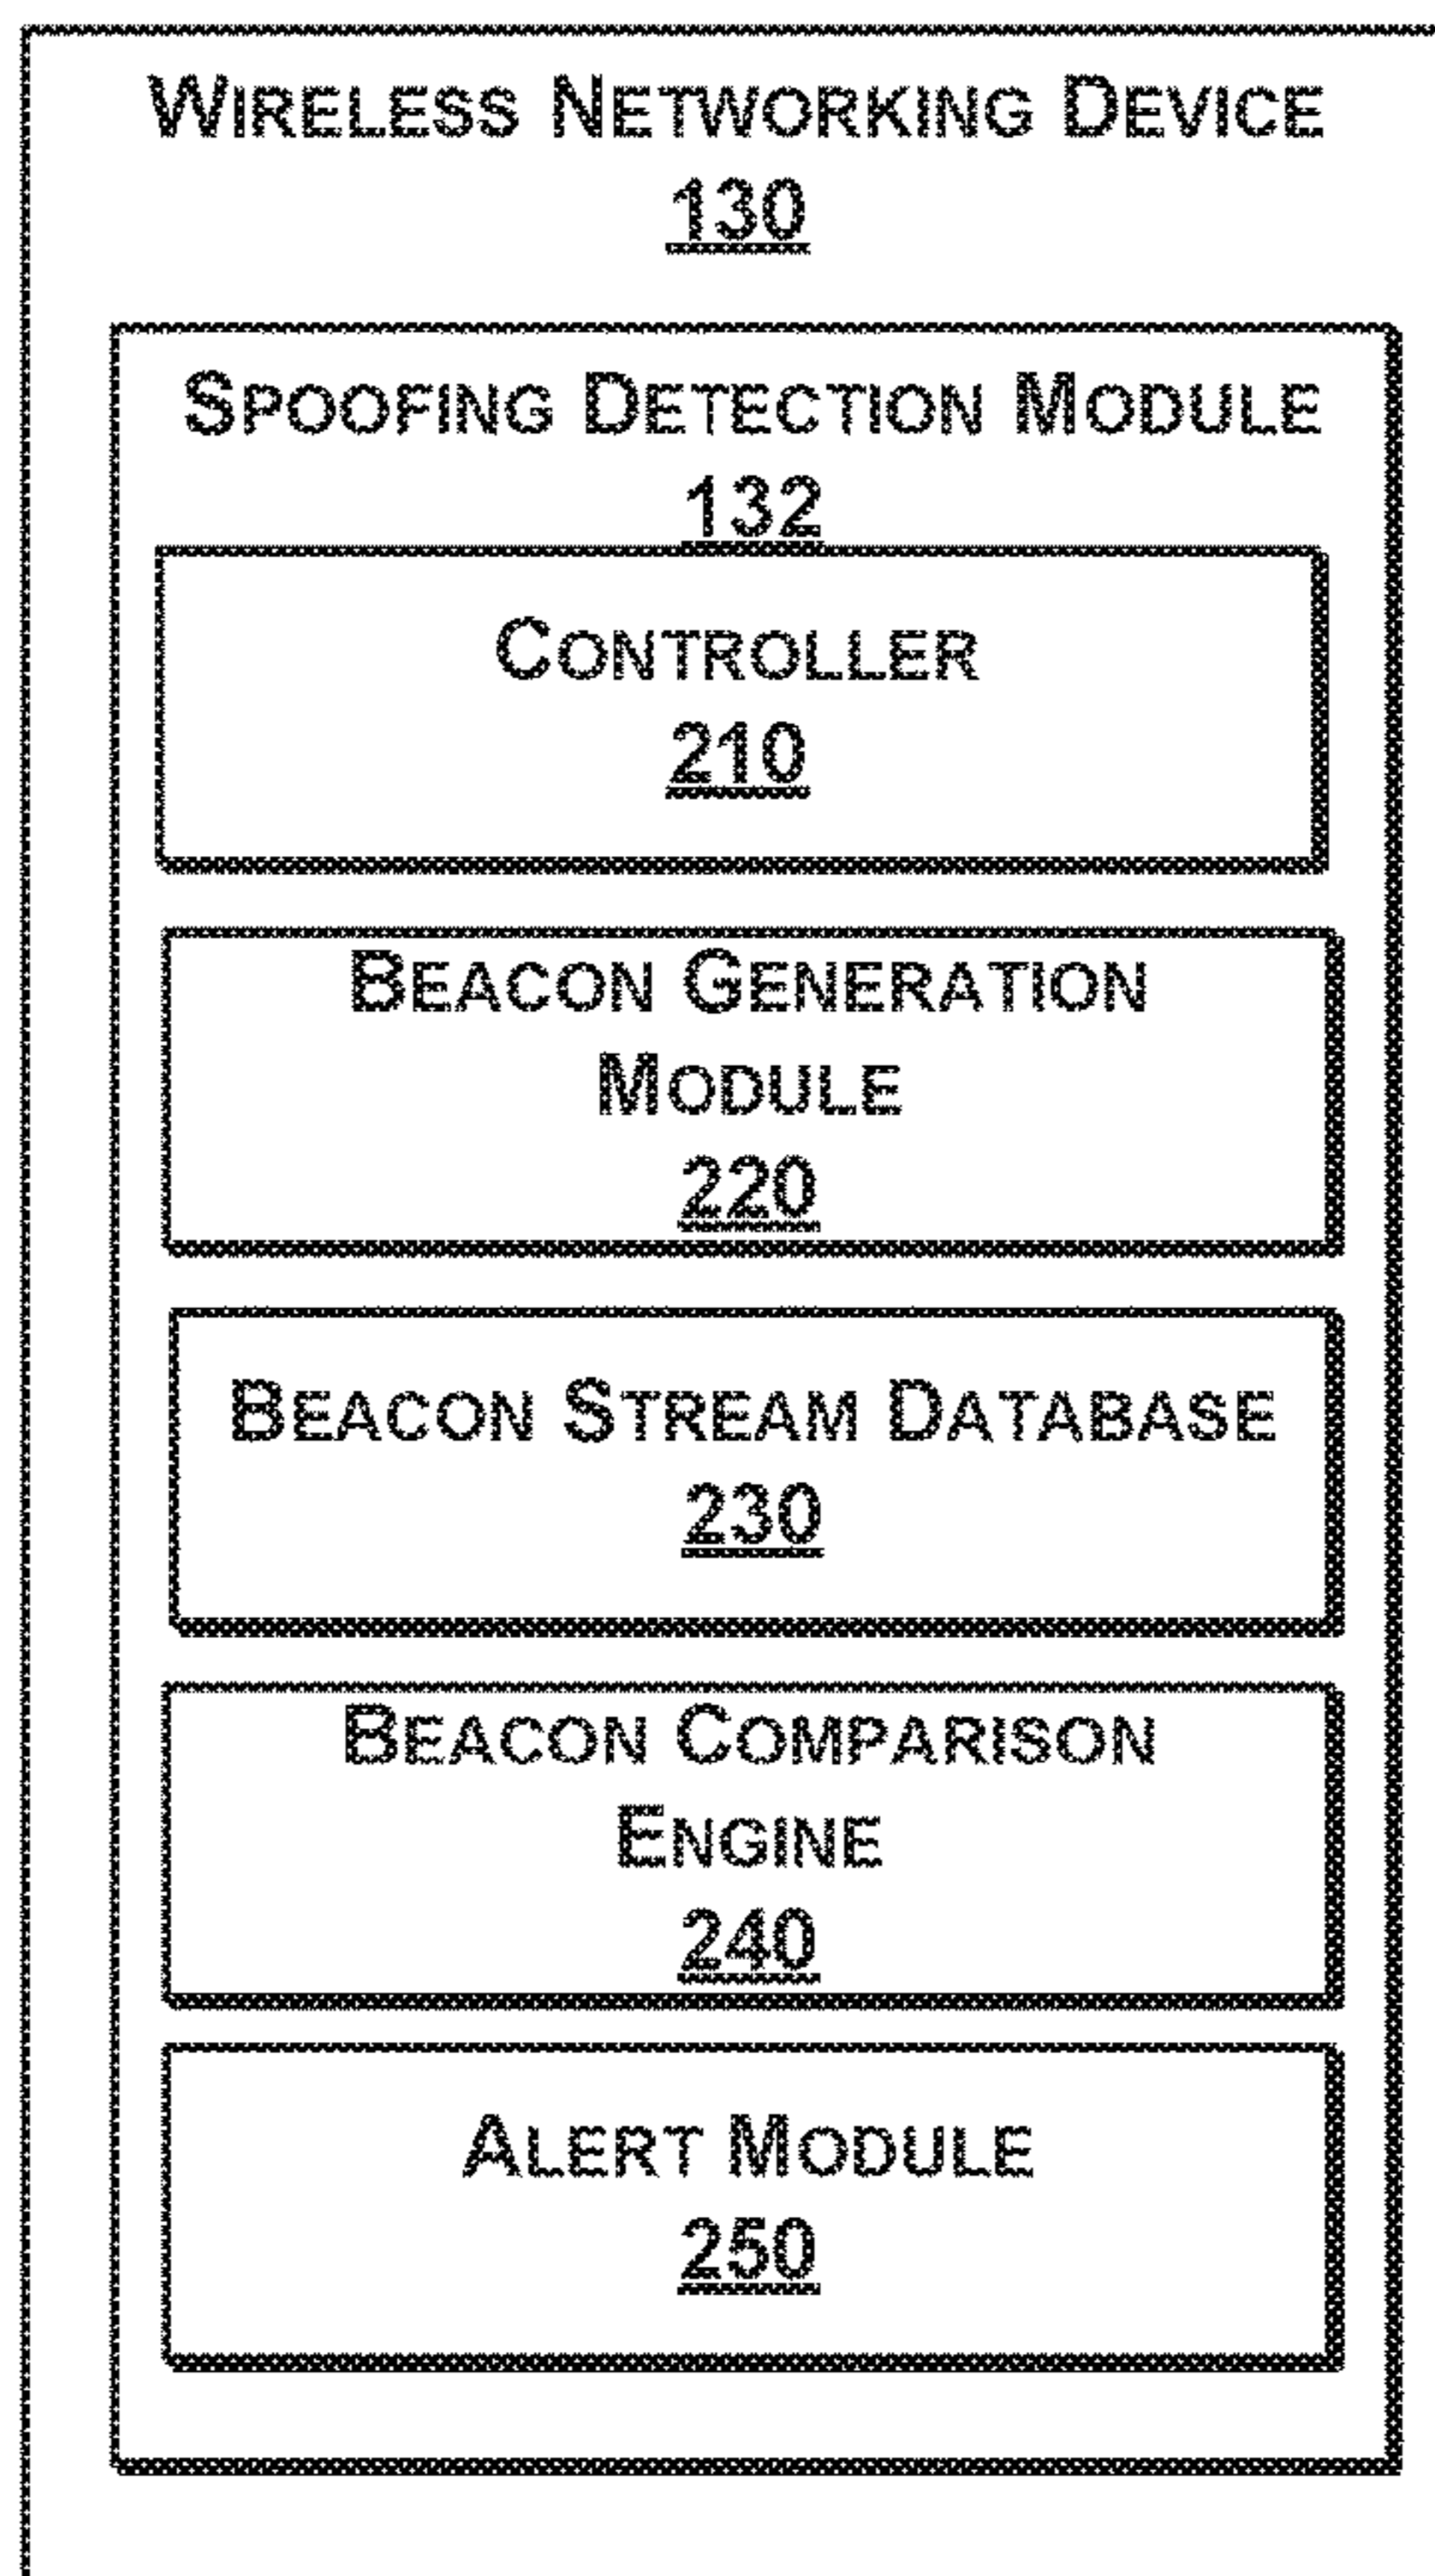 WIRELESS NETWORKING DEVICE
130
SPOOFING DETECTION MODULE
132
CONTROLLER
210
BEACON GENERATION
MODULE
220
BEACON STREAM DATABASE
230
BEACON COMPARISON
ENGINE
240
ALERT MODULE
250